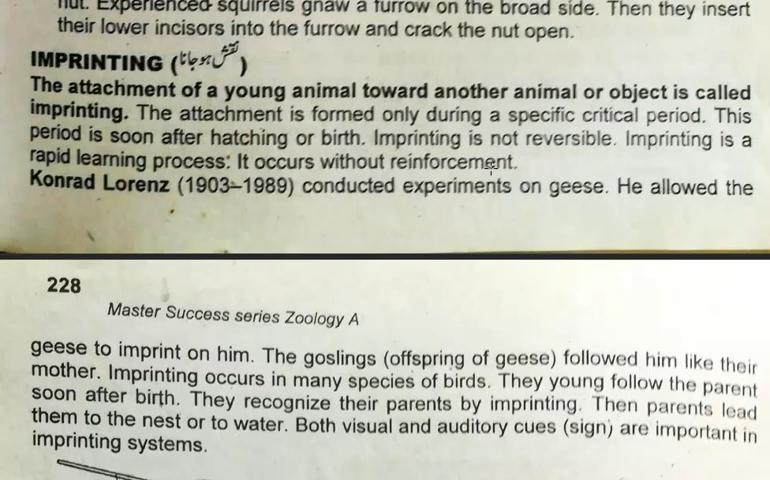 nut. Experienced squirrels gnaw a furrow on the broad side. Then they insert
their lower incisors into the furrow and crack the nut open.
IMPRINTING (نقش ہو جانا)
The attachment of a young animal toward another animal or object is called
imprinting. The attachment is formed only during a specific critical period. This
period is soon after hatching or birth. Imprinting is not reversible. Imprinting is a
rapid learning process: It occurs without reinforcement.
Konrad Lorenz (1903–1989) conducted experiments on geese. He allowed the
228
Master Success series Zoology A
geese to imprint on him. The goslings (offspring of geese) followed him like their
mother. Imprinting occurs in many species of birds. They young follow the parent
soon after birth. They recognize their parents by imprinting. Then parents lead
them to the nest or to water. Both visual and auditory cues (sign) are important in
imprinting systems.